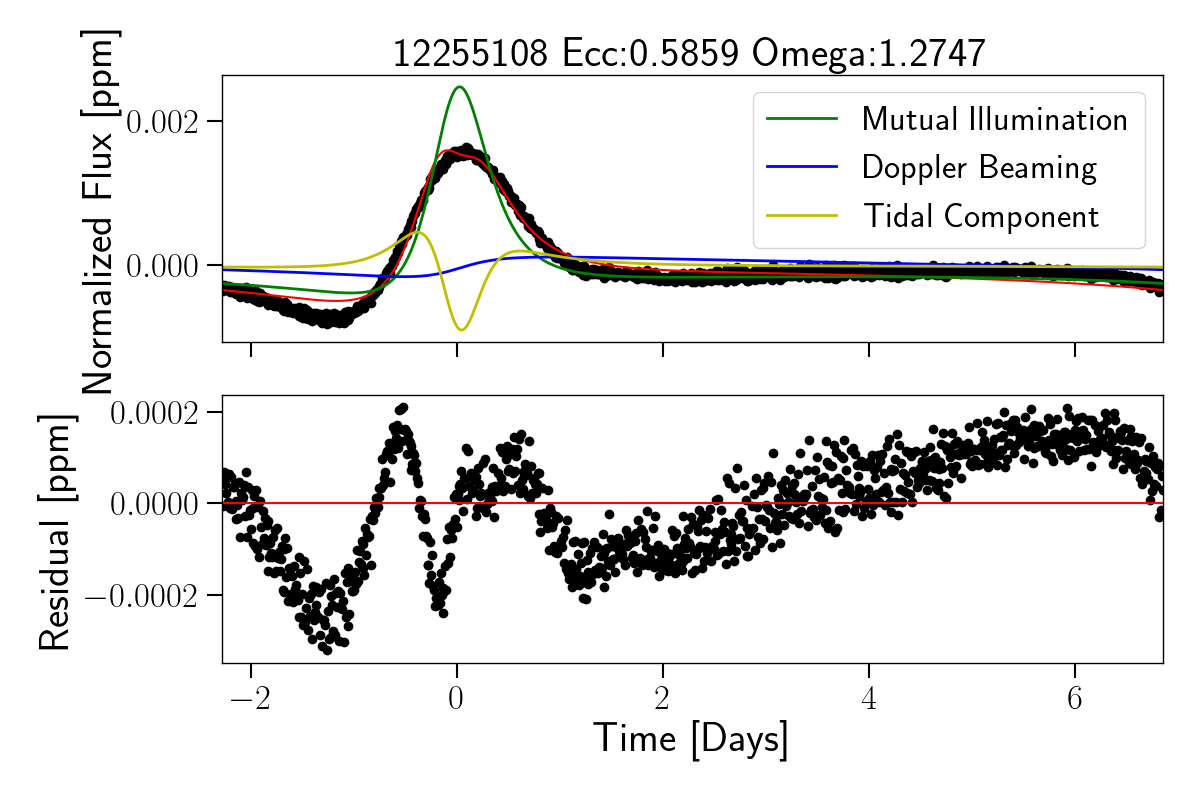 12255108 Ecc:0.5859 Omega:1.2747
Normalized Flux [ppm]
0.002
0.000
Mutual Illumination
Doppler Beaming
Tidal Component
Residual [ppm]
0.0002
0.0000
−0.0002
−2 0 2 4 6
Time [Days]